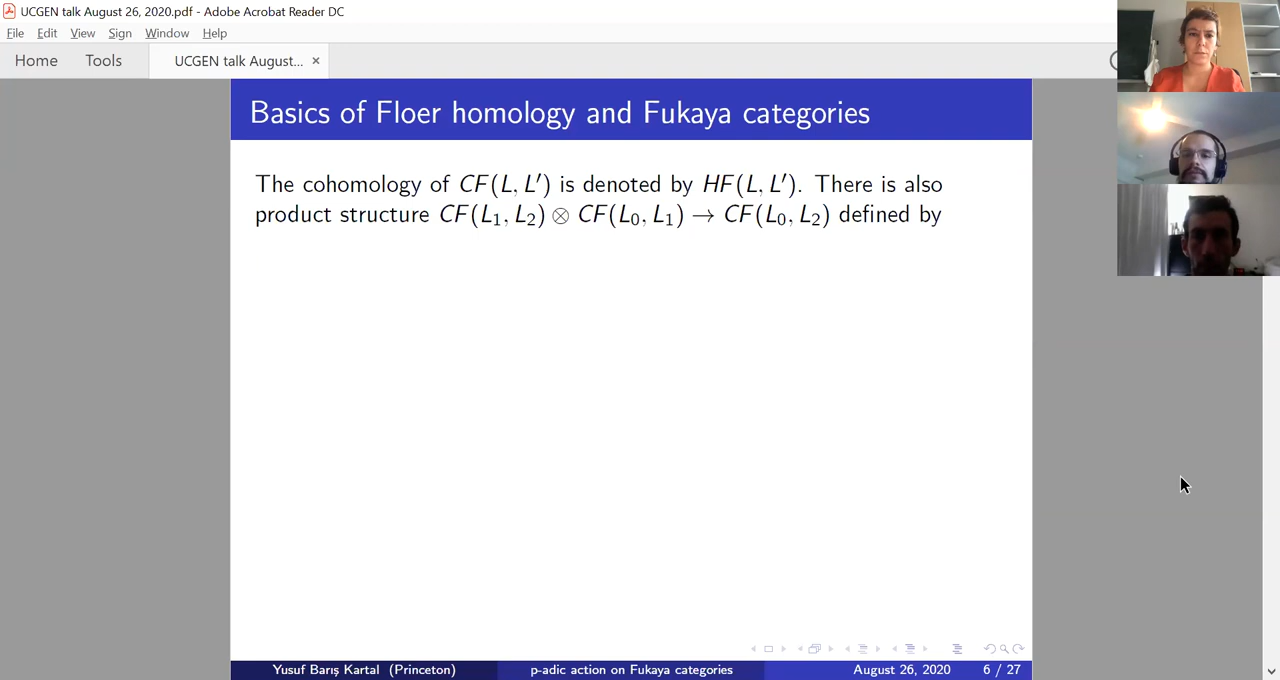 UCGEN talk August 26, 2020.pdf - Adobe Acrobat Reader DC
File Edit View Sign Window Help
Home Tools UCGEN talk August... ×
Basics of Floer homology and Fukaya categories
The cohomology of CF(L, L′) is denoted by HF(L, L′). There is also
product structure CF(L₁, L₂) ⊗ CF(L₀, L₁) → CF(L₀, L₂) defined by
Yusuf Barış Kartal (Princeton) p-adic action on Fukaya categories August 26, 2020 6 / 27